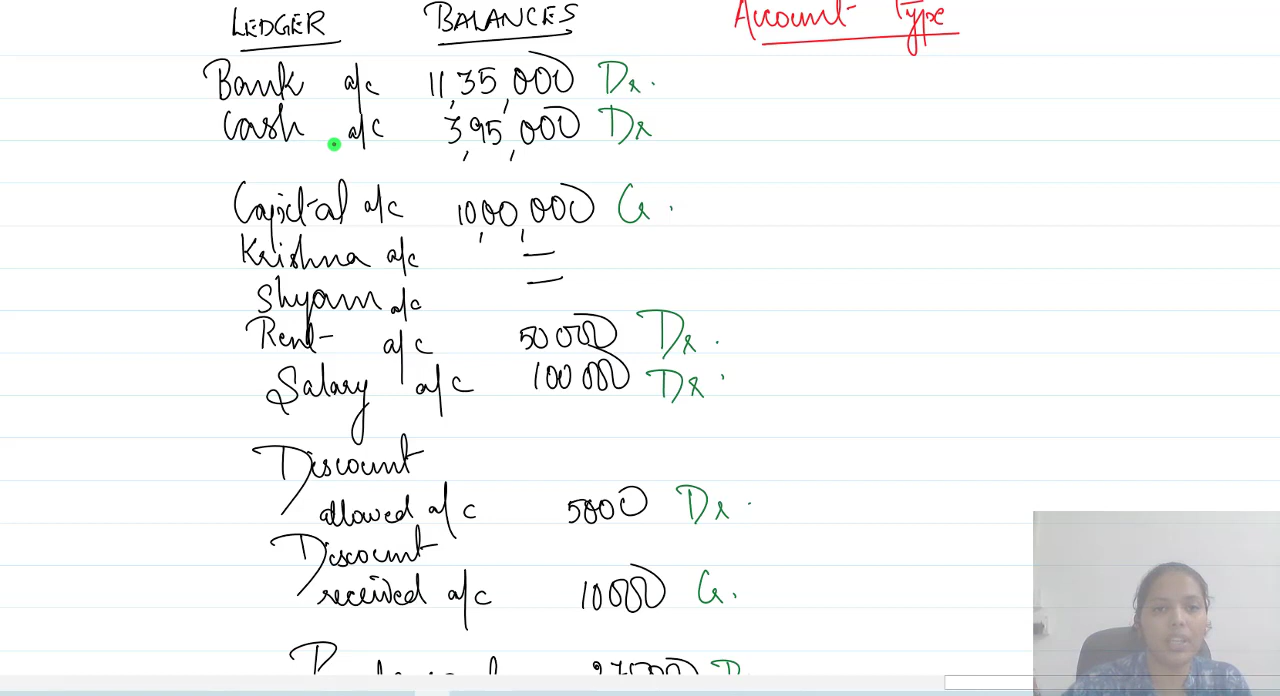 LEDGER BALANCES Account Type
Bank a/c 11,35,000 Dr.
Cash a/c 3,95,000 Dr
Capital a/c 10,00,000 Cr.
Krishna a/c —
Shyam a/c —
Rent a/c 50000 Dr.
Salary a/c 100000 Dr.
Discount
allowed a/c 5000 Dr.
Discount
received a/c 10000 Cr.